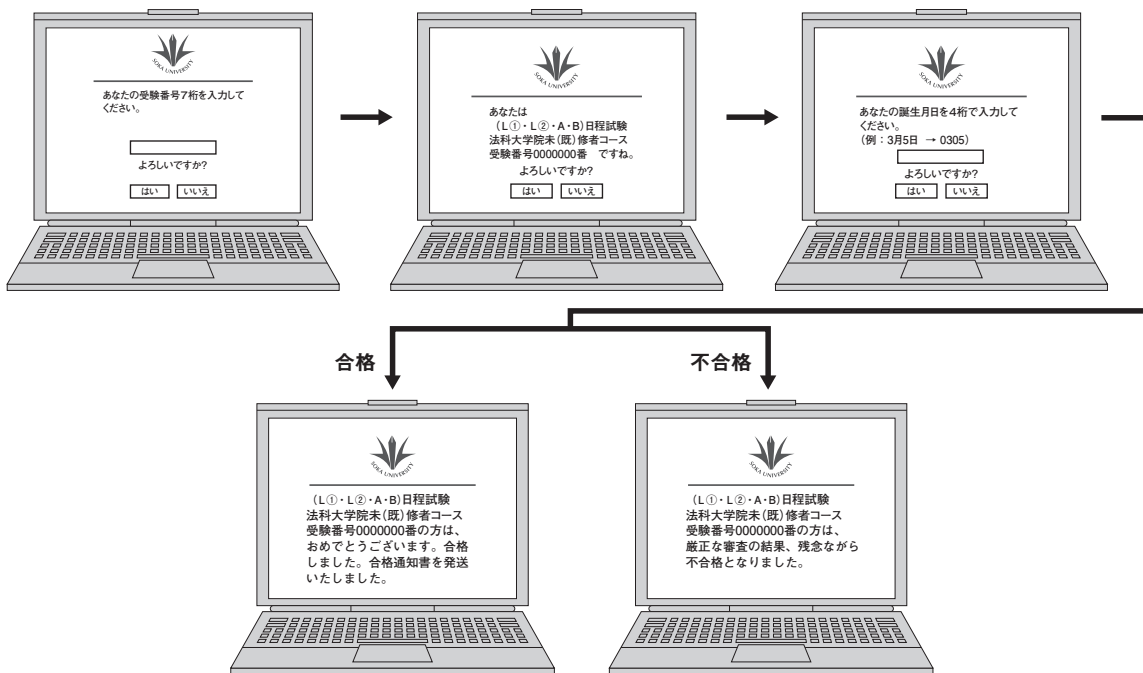 SOKA UNIVERSITY
あなたの受験番号7桁を入力して
ください。
よろしいですか?
はい いいえ
SOKA UNIVERSITY
あなたは
(L①・L②・A・B)日程試験
法科大学院未(既)修者コース
受験番号0000000番 ですね。
よろしいですか?
はい いいえ
SOKA UNIVERSITY
あなたの誕生月日を4桁で入力して
ください。
(例:3月5日 → 0305)
よろしいですか?
はい いいえ
合格
不合格
SOKA UNIVERSITY
(L①・L②・A・B)日程試験
法科大学院未(既)修者コース
受験番号0000000番の方は、
おめでとうございます。合格
しました。合格通知書を発送
いたしました。
SOKA UNIVERSITY
(L①・L②・A・B)日程試験
法科大学院未(既)修者コース
受験番号0000000番の方は、
厳正な審査の結果、残念ながら
不合格となりました。